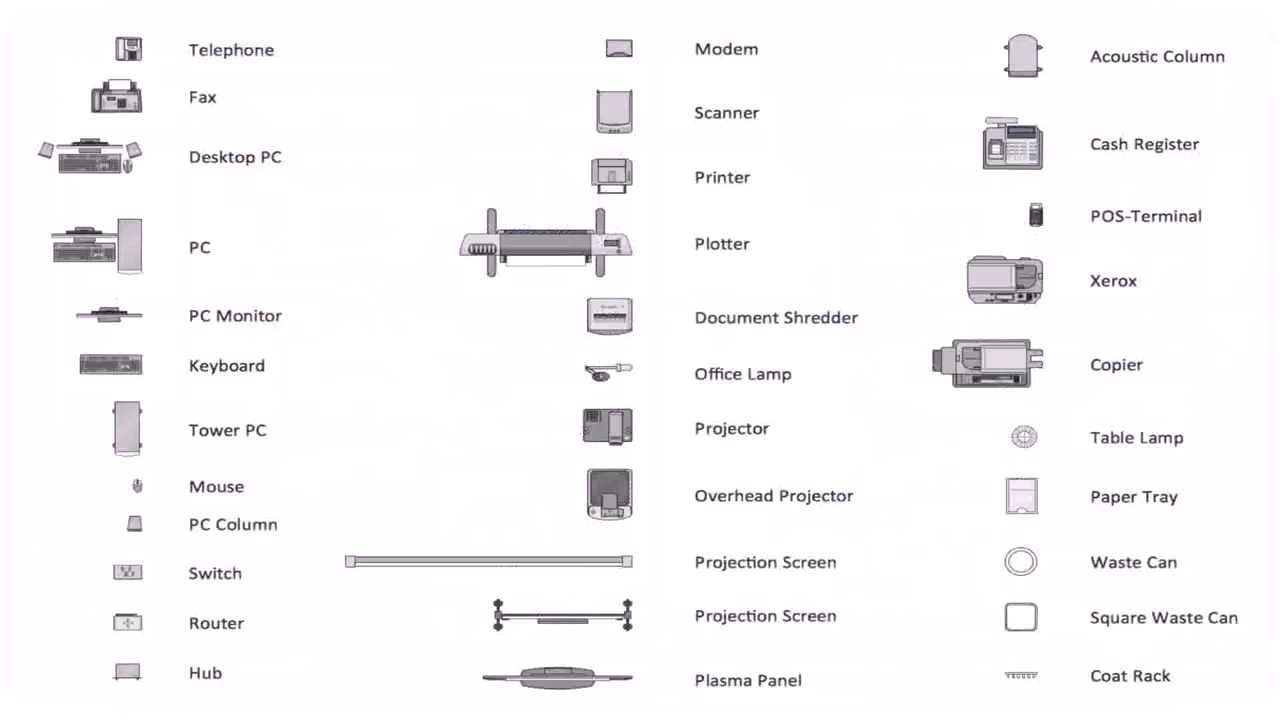 Telephone
Fax
Desktop PC
PC
PC Monitor
Keyboard
Tower PC
Mouse
PC Column
Switch
Router
Hub
Modem
Scanner
Printer
Plotter
Document Shredder
Office Lamp
Projector
Overhead Projector
Projection Screen
Projection Screen
Plasma Panel
Acoustic Column
Cash Register
POS-Terminal
Xerox
Copier
Table Lamp
Paper Tray
Waste Can
Square Waste Can
Coat Rack